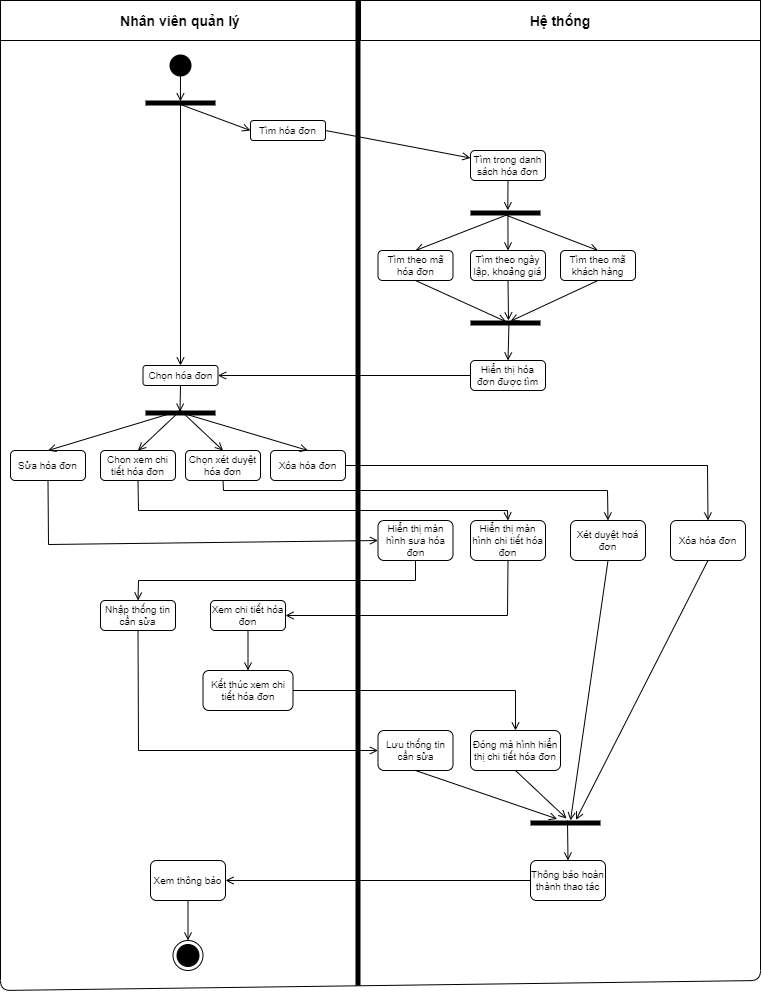 Nhân viên quản lý
Hệ thống
Tìm hóa đơn
Tìm trong danh
sách hóa đơn
Tìm theo mã
hóa đơn
Tìm theo ngày
lập, khoảng giá
Tìm theo mã
khách hàng
Hiển thị hóa
đơn được tìm
Chọn hóa đơn
Sửa hóa đơn
Chọn xem chi
tiết hóa đơn
Chọn xét duyệt
hóa đơn
Xóa hóa đơn
Hiển thị màn
hình sưa hóa
đơn
Hiển thị màn
hình chi tiết hóa
đơn
Xét duyệt hoá
đơn
Xóa hóa đơn
Nhập thống tin
cần sửa
Xem chi tiết hóa
đơn
Kết thúc xem chi
tiết hóa đơn
Lưu thống tin
cần sửa
Đóng mà hình hiển
thị chi tiết hóa đơn
Thông báo hoàn
thành thao tác
Xem thông báo